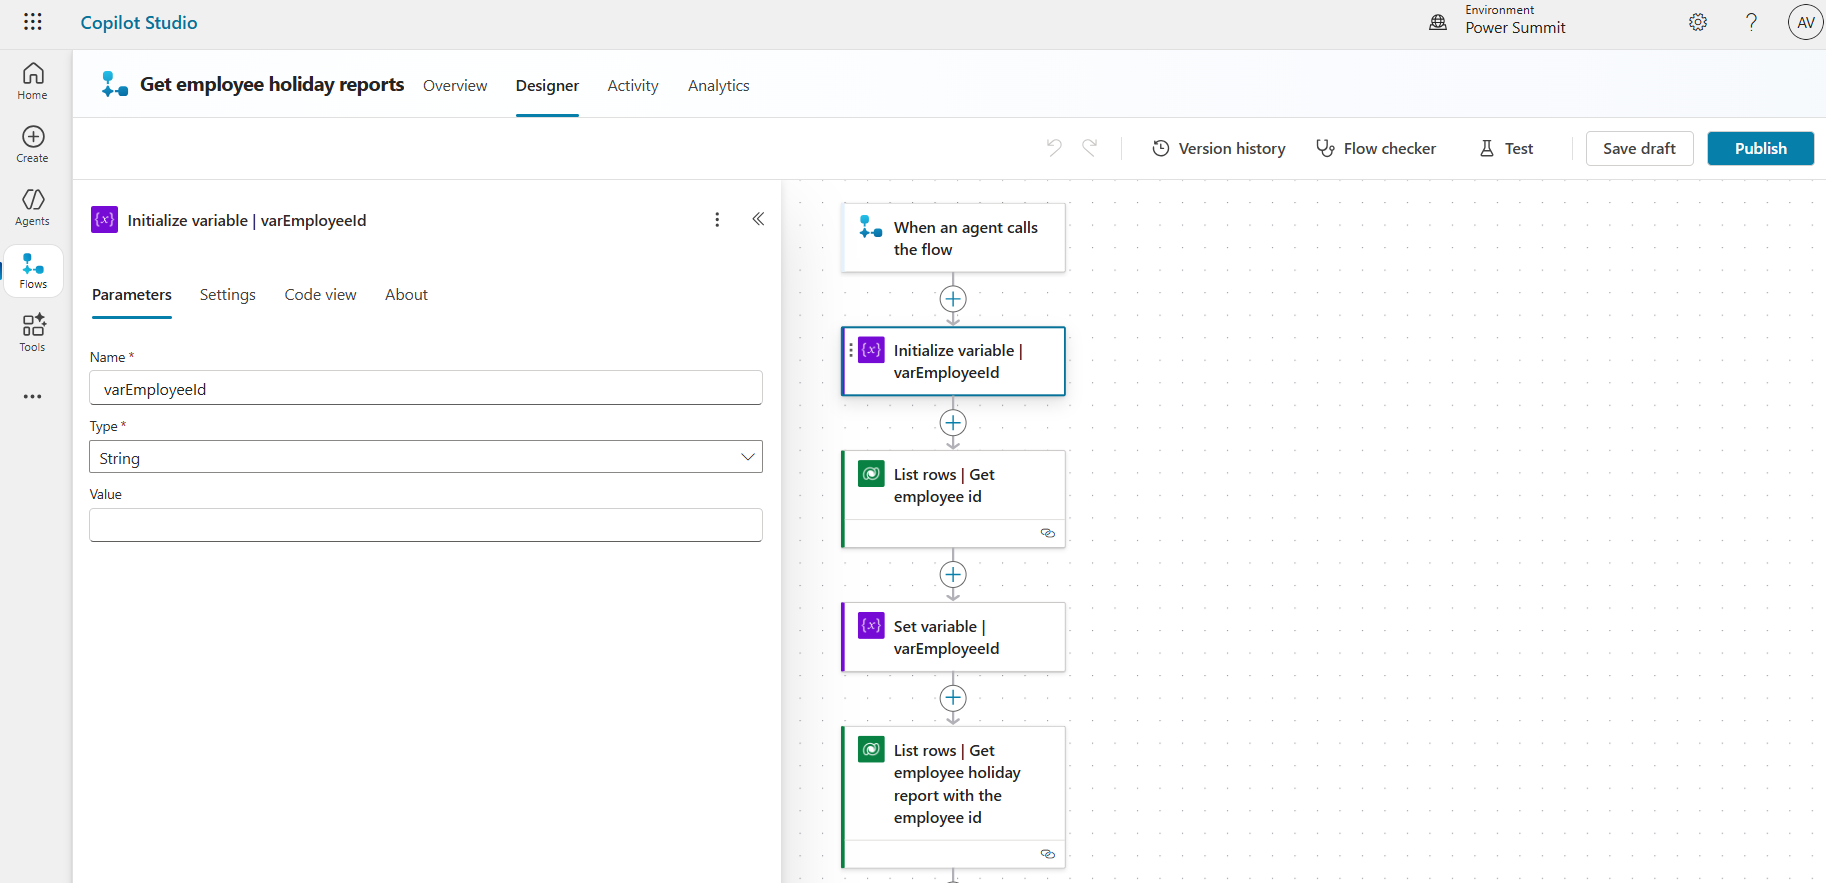 Copilot Studio
Environment
Power Summit
?
AV
Home
Create
Agents
Flows
Tools
Get employee holiday reports
Overview
Designer
Activity
Analytics
Version history
Flow checker
Test
Save draft
Publish
{x} Initialize variable | varEmployeeId
Parameters
Settings
Code view
About
Name *
varEmployeeId
Type *
String
Value
When an agent calls
the flow
{x} Initialize variable |
varEmployeeId
List rows | Get
employee id
{x} Set variable |
varEmployeeId
List rows | Get
employee holiday
report with the
employee id